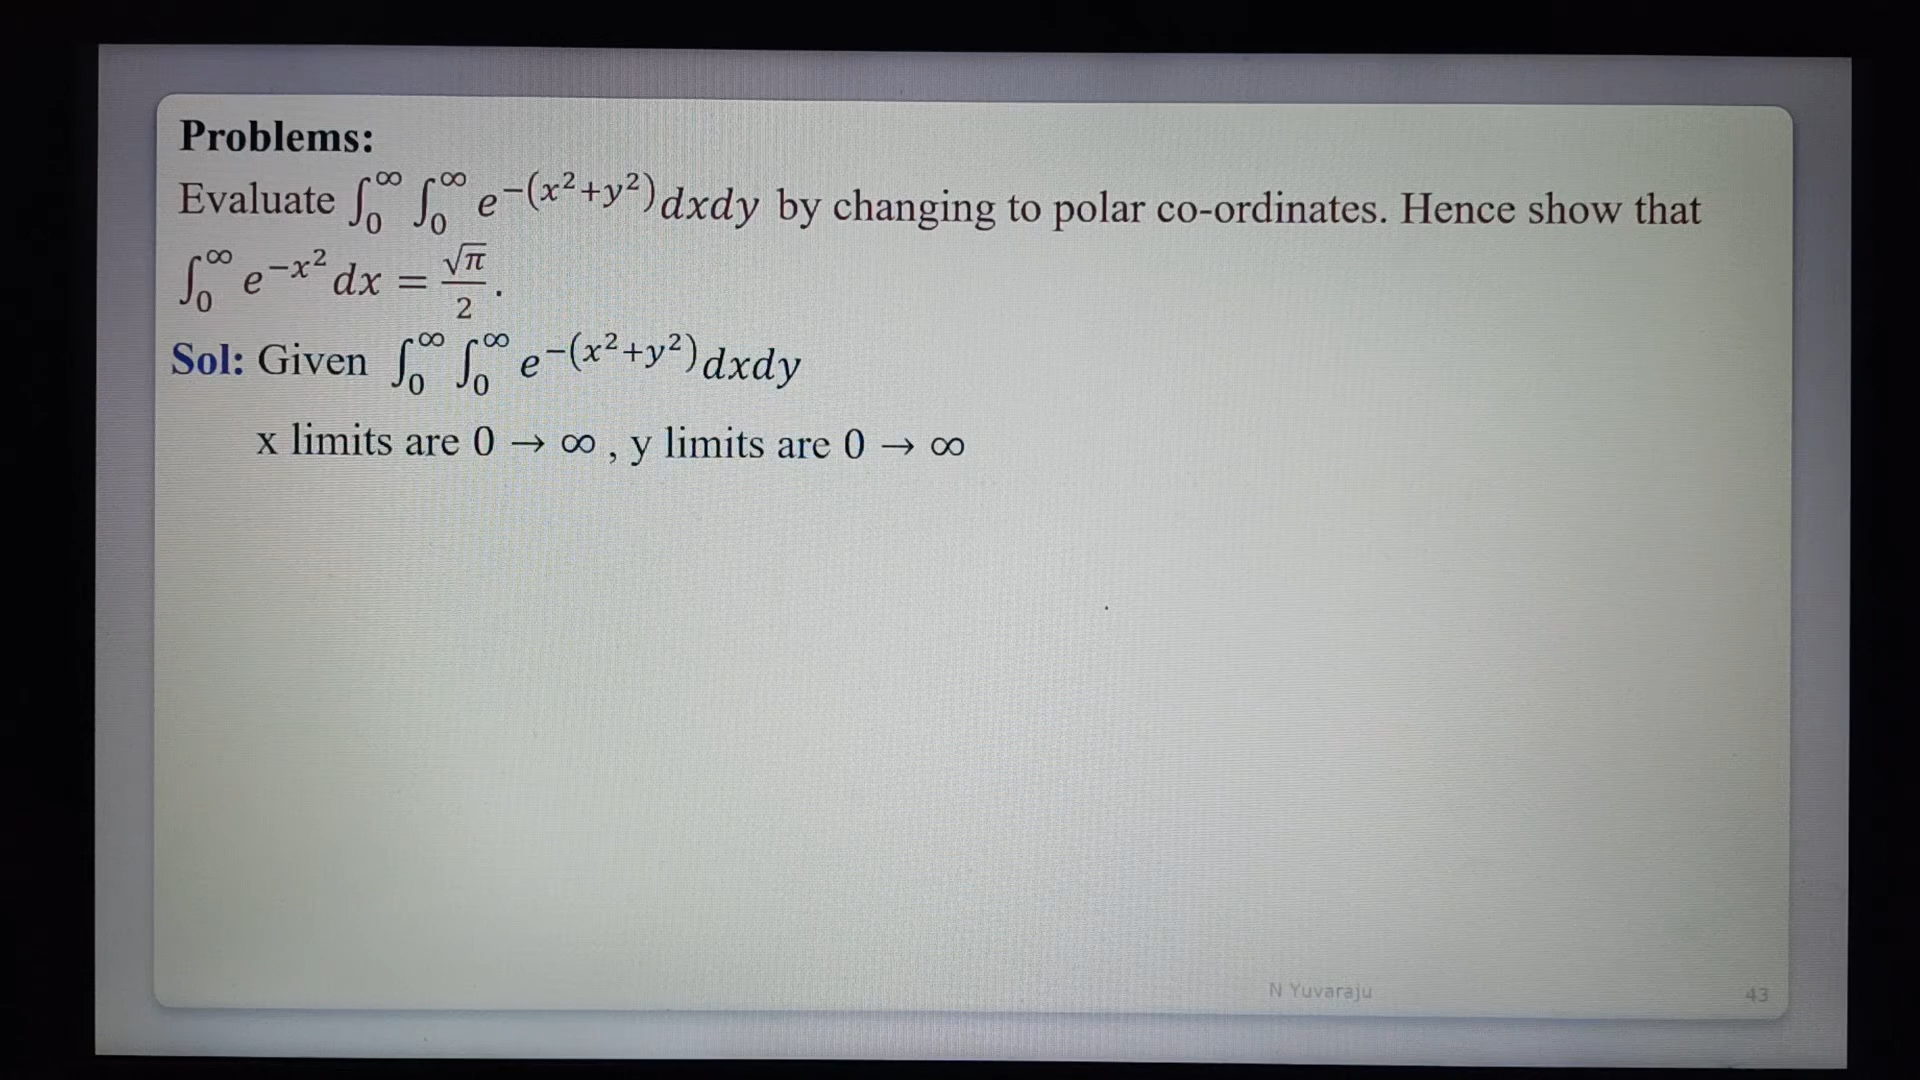 Problems:
Evaluate ∫₀^∞ ∫₀^∞ e^−(x²+y²) dxdy by changing to polar co-ordinates. Hence show that
∫₀^∞ e^−x² dx = √π/2 .
Sol: Given ∫₀^∞ ∫₀^∞ e^−(x²+y²) dxdy
x limits are 0 → ∞ , y limits are 0 → ∞
N Yuvaraju
43